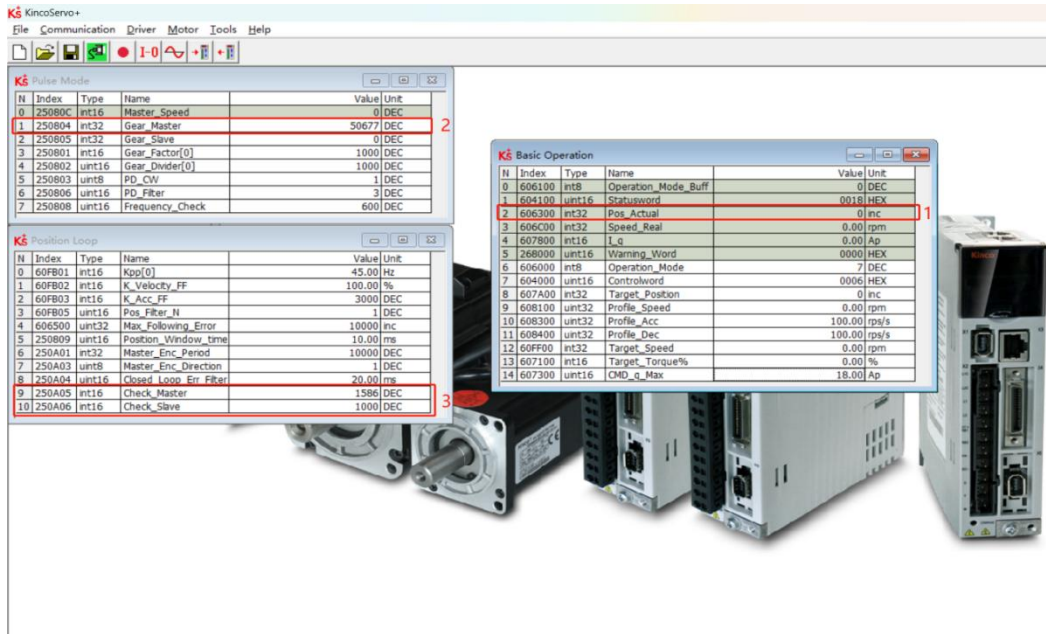 KS KincoServo+
File Communication Driver Motor Tools Help
I-0
KS Pulse Mode
N Index Type Name Value Unit
0 25080C int16 Master_Speed 0 DEC
1 250804 int32 Gear_Master 50677 DEC
2
2 250805 int32 Gear_Slave 0 DEC
3 250801 int16 Gear_Factor[0] 1000 DEC
4 250802 uint16 Gear_Divider[0] 1000 DEC
5 250803 uint8 PD_CW 1 DEC
6 250806 uint16 PD_Filter 3 DEC
7 250808 uint16 Frequency_Check 600 DEC
KS Position Loop
N Index Type Name Value Unit
0 60FB01 int16 Kpp[0] 45.00 Hz
1 60FB02 int16 K_Velocity_FF 100.00 %
2 60FB03 int16 K_Acc_FF 3000 DEC
3 60FB05 uint16 Pos_Filter_N 1 DEC
4 606500 uint32 Max_Following_Error 10000 inc
5 250809 uint16 Position_Window_time 10.00 ms
6 250A01 int32 Master_Enc_Period 10000 DEC
7 250A03 uint8 Master_Enc_Direction 1 DEC
8 250A04 uint16 Closed_Loop_Err_Filter 20.00 ms
9 250A05 int16 Check_Master 1586 DEC
10 250A06 int16 Check_Slave 1000 DEC
3
KS Basic Operation
N Index Type Name Value Unit
0 606100 int8 Operation_Mode_Buff 0 DEC
1 604100 uint16 Statusword 0018 HEX
2 606300 int32 Pos_Actual 0 inc
1
3 606C00 int32 Speed_Real 0.00 rpm
4 607800 int16 I_q 0.00 Ap
5 268000 uint16 Warning_Word 0000 HEX
6 606000 int8 Operation_Mode 7 DEC
7 604000 uint16 Controlword 0006 HEX
8 607A00 int32 Target_Position 0 inc
9 608100 uint32 Profile_Speed 0.00 rpm
10 608300 uint32 Profile_Acc 100.00 rps/s
11 608400 uint32 Profile_Dec 100.00 rps/s
12 60FF00 int32 Target_Speed 0.00 rpm
13 607100 int16 Target_Torque% 0.00 %
14 607300 uint16 CMD_q_Max 18.00 Ap
Kinco